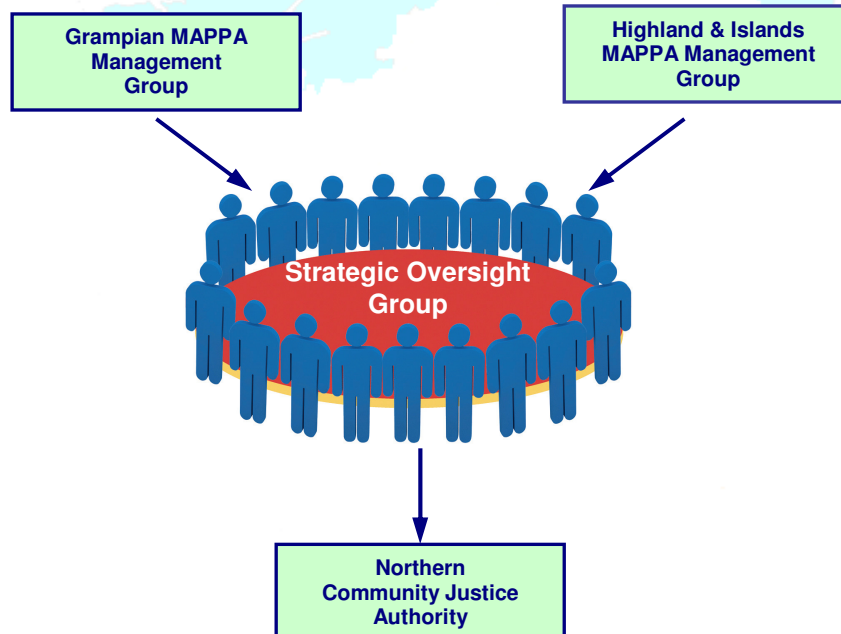 Grampian MAPPA
Management
Group
Highland & Islands
MAPPA Management
Group
Strategic Oversight
Group
Northern
Community Justice
Authority